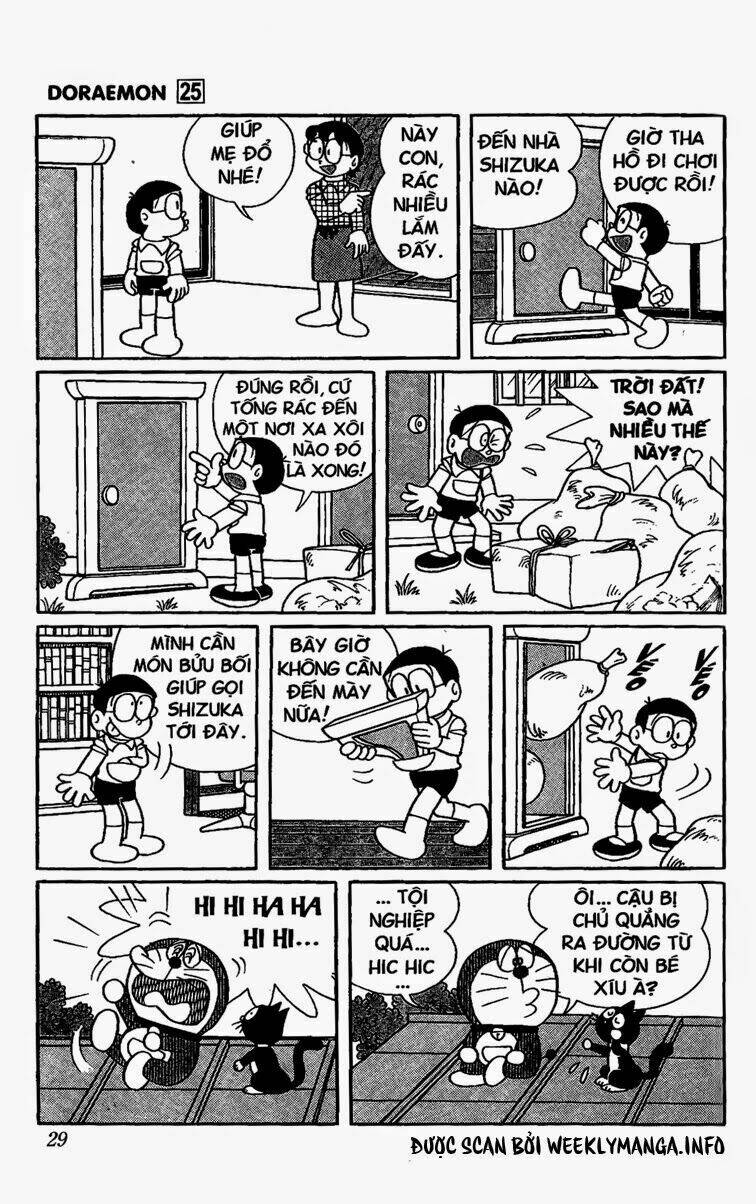 DORAEMON 25
GIỜ THA
HỒ ĐI CHƠI
ĐƯỢC RỒI!
ĐẾN NHÀ
SHIZUKA
NÀO!
NÀY
CON,
RÁC
NHIỀU
LẮM
ĐẤY.
GIÚP
MẸ ĐỔ
NHÉ!
TRỜI ĐẤT!
SAO MÀ
NHIỀU THẾ
NÀY?
ĐÚNG RỒI, CỨ
TỐNG RÁC ĐẾN
MỘT NƠI XA XÔI
NÀO ĐÓ
LÀ XONG!
VÈO
VÈO
BÂY GIỜ
KHÔNG CẦN
ĐẾN MÀY
NỮA!
MÌNH CẦN
MÓN BỬU BỐI
GIÚP GỌI
SHIZUKA
TỚI ĐÂY.
ÔI... CẬU BỊ
CHỦ QUẲNG
RA ĐƯỜNG TỪ
KHI CÒN BÉ
XÍU À?
... TỘI
NGHIỆP
QUÁ...
HIC HIC
...
HI HI HA HA
HI HI...
29
ĐƯỢC SCAN BỞI WEEKLYMANGA.INFO